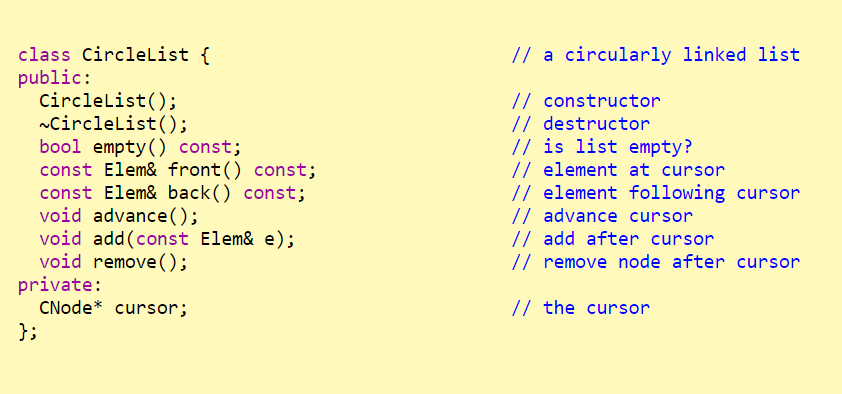 class CircleList { // a circularly linked list
public:
CircleList(); // constructor
~CircleList(); // destructor
bool empty() const; // is list empty?
const Elem& front() const; // element at cursor
const Elem& back() const; // element following cursor
void advance(); // advance cursor
void add(const Elem& e); // add after cursor
void remove(); // remove node after cursor
private:
CNode* cursor; // the cursor
};